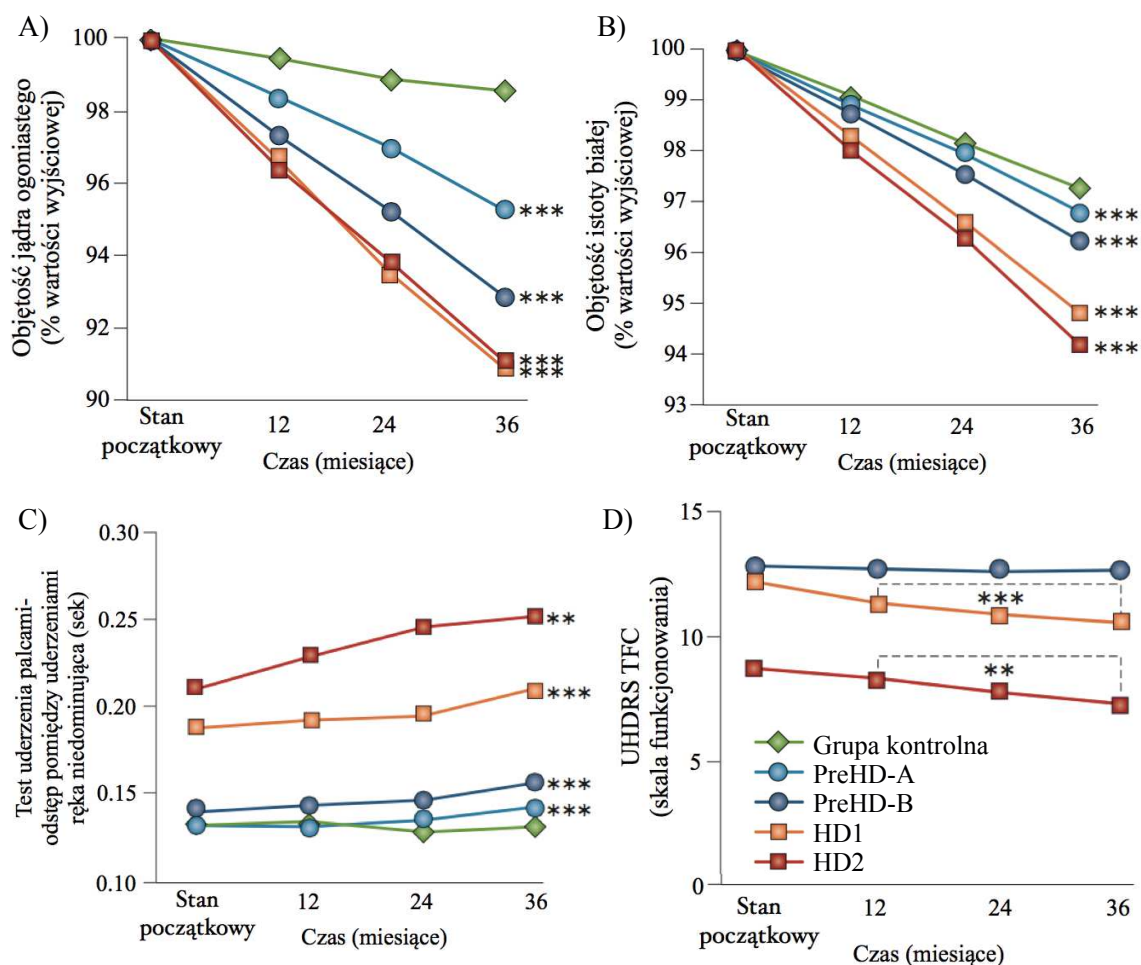 A)
Objętość jądra ogoniastego
(% wartości wyjściowej)
100
98
96
94
92
90
***
***
***
***
Stan
początkowy
12
24
36
Czas (miesiące)
B)
Objętość istoty białej
(% wartości wyjściowej)
100
99
98
97
96
95
94
93
***
***
***
***
Stan
początkowy
12
24
36
Czas (miesiące)
C)
Test uderzenia palcami-
odstęp pomiędzy uderzeniami
ręka niedominująca (sek)
0.30
0.25
0.20
0.15
0.10
**
***
***
***
Stan
początkowy
12
24
36
Czas (miesiące)
D)
UHDRS TFC
(skala funkcjonowania)
15
10
5
0
***
**
Grupa kontrolna
PreHD-A
PreHD-B
HD1
HD2
Stan
początkowy
12
24
36
Czas (miesiące)